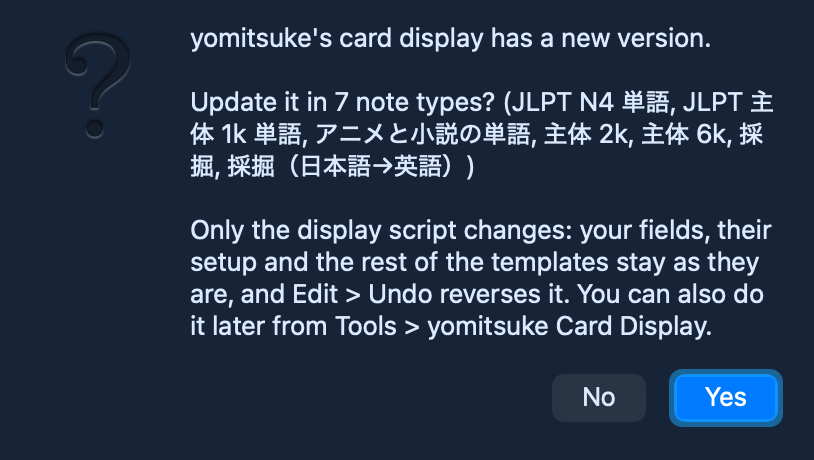 yomitsuke's card display has a new version.
Update it in 7 note types? (JLPT N4 単語, JLPT 主
体 1k 単語, アニメと小説の単語, 主体 2k, 主体 6k, 採
掘, 採掘（日本語→英語）)
Only the display script changes: your fields, their
setup and the rest of the templates stay as they
are, and Edit > Undo reverses it. You can also do
it later from Tools > yomitsuke Card Display.
No
Yes